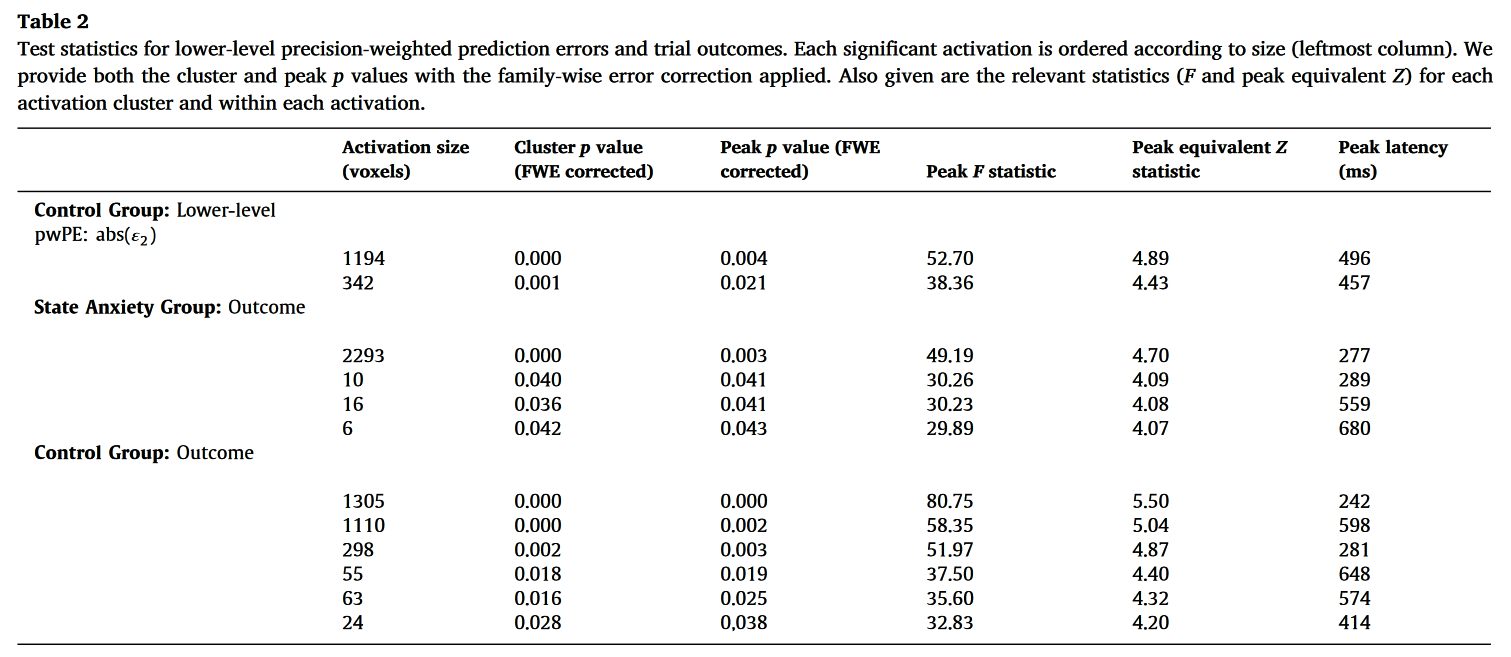 Table 2
Test statistics for lower-level precision-weighted prediction errors and trial outcomes. Each significant activation is ordered according to size (leftmost column). We
provide both the cluster and peak p values with the family-wise error correction applied. Also given are the relevant statistics (F and peak equivalent Z) for each
activation cluster and within each activation.
Activation size (voxels) Cluster p value (FWE corrected) Peak p value (FWE corrected) Peak F statistic Peak equivalent Z statistic Peak latency (ms)
Control Group: Lower-level
pwPE: abs(ε₂)
1194 0.000 0.004 52.70 4.89 496
342 0.001 0.021 38.36 4.43 457
State Anxiety Group: Outcome
2293 0.000 0.003 49.19 4.70 277
10 0.040 0.041 30.26 4.09 289
16 0.036 0.041 30.23 4.08 559
6 0.042 0.043 29.89 4.07 680
Control Group: Outcome
1305 0.000 0.000 80.75 5.50 242
1110 0.000 0.002 58.35 5.04 598
298 0.002 0.003 51.97 4.87 281
55 0.018 0.019 37.50 4.40 648
63 0.016 0.025 35.60 4.32 574
24 0.028 0,038 32.83 4.20 414